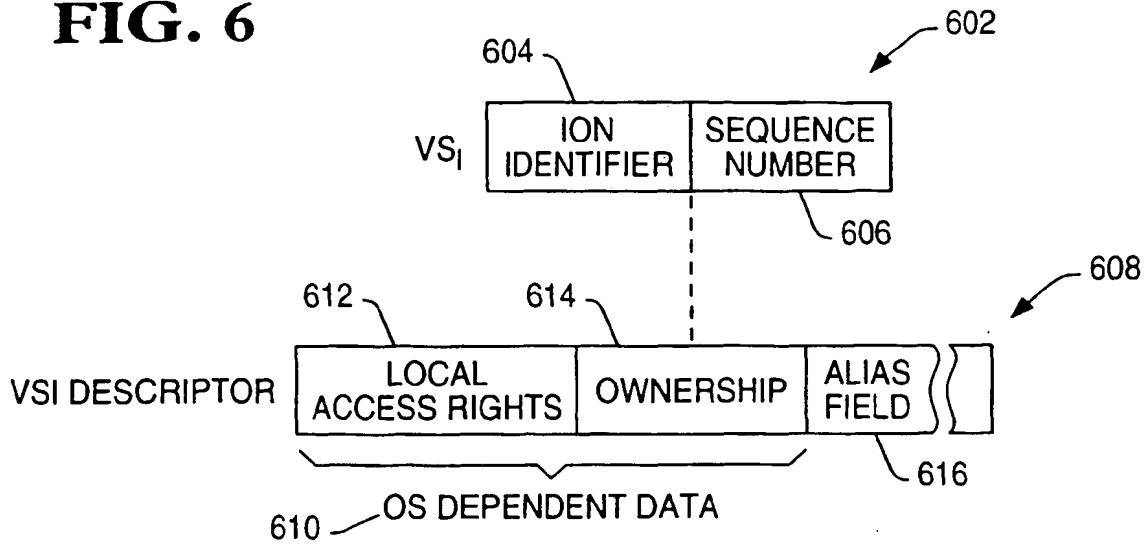 FIG. 6
604
602
VSI
ION IDENTIFIER
SEQUENCE NUMBER
606
608
612
614
VSI DESCRIPTOR
LOCAL ACCESS RIGHTS
OWNERSHIP
ALIAS FIELD
616
OS DEPENDENT DATA
610